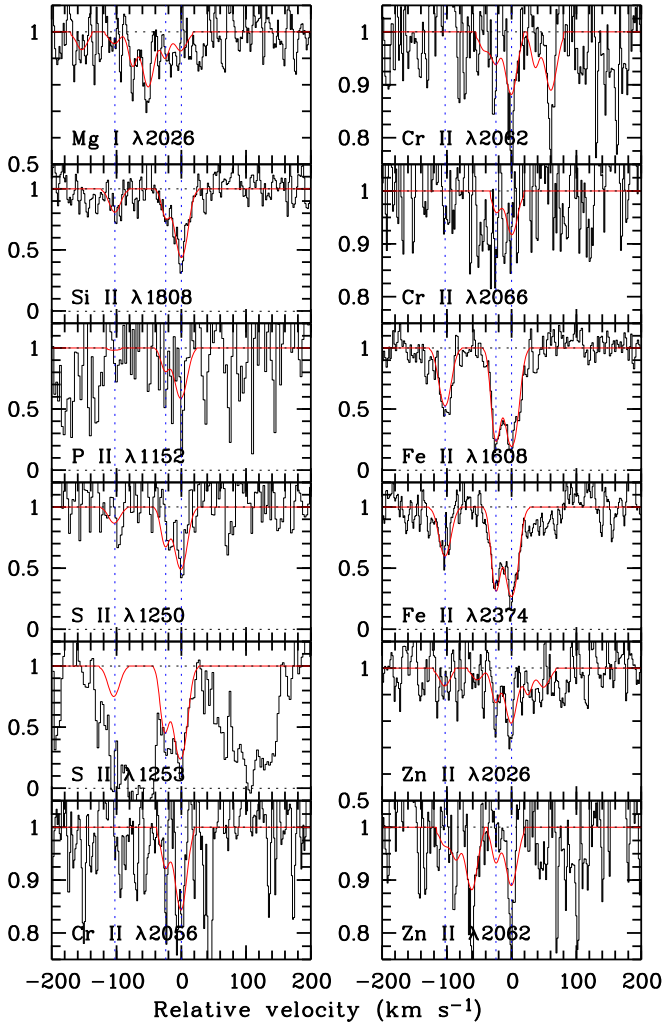 1
Mg I λ2026
0.5
1
0.5
Si II λ1808
0
1
0.5
P II λ1152
0
1
0.5
S II λ1250
0
1
0.5
S II λ1253
0
1
0.9
Cr II λ2056
0.8
1
0.9
Cr II λ2062
0.8
1
0.9
Cr II λ2066
0.8
1
0.5
Fe II λ1608
0
1
0.5
Fe II λ2374
0
1
Zn II λ2026
0.5
1
0.9
Zn II λ2062
0.8
−200 −100 0 100 200 −200 −100 0 100 200
Relative velocity (km s⁻¹)